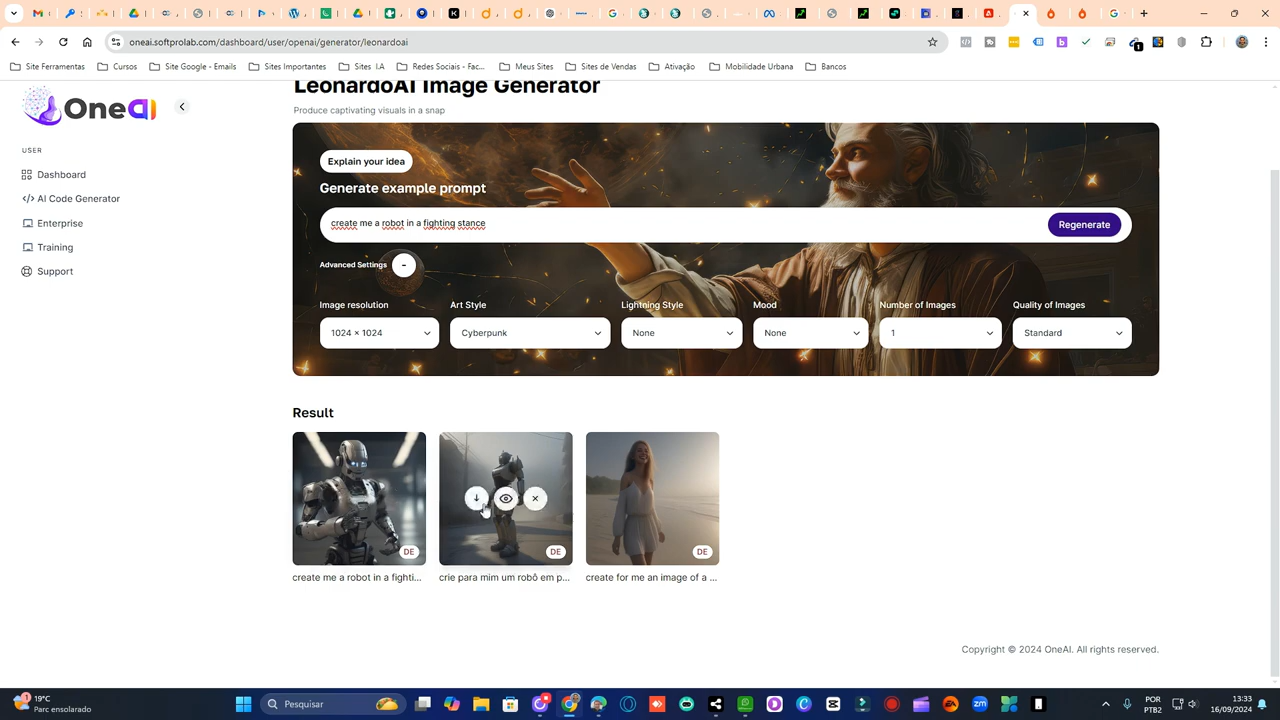 oneai.softprolab.com/dashboard/user/openai/generator/leonardoai
Site Ferramentas
Cursos
Site Google - Emails
Sites Importantes
Sites I.A
Redes Sociais - Fac...
Meus Sites
Sites de Vendas
Ativação
Mobilidade Urbana
Bancos
OneAI
USER
Dashboard
AI Code Generator
Enterprise
Training
Support
LeonardoAI Image Generator
Produce captivating visuals in a snap
Explain your idea
Generate example prompt
create me a robot in a fighting stance
Regenerate
Advanced Settings
Image resolution
Art Style
Lightning Style
Mood
Number of Images
Quality of Images
1024 × 1024
Cyberpunk
None
None
1
Standard
Result
DE
DE
DE
create me a robot in a fighti...
crie para mim um robô em p...
create for me an image of a ...
Copyright © 2024 OneAI. All rights reserved.
1
19°C
Parc ensolarado
Pesquisar
POR
PTB2
13:33
16/09/2024